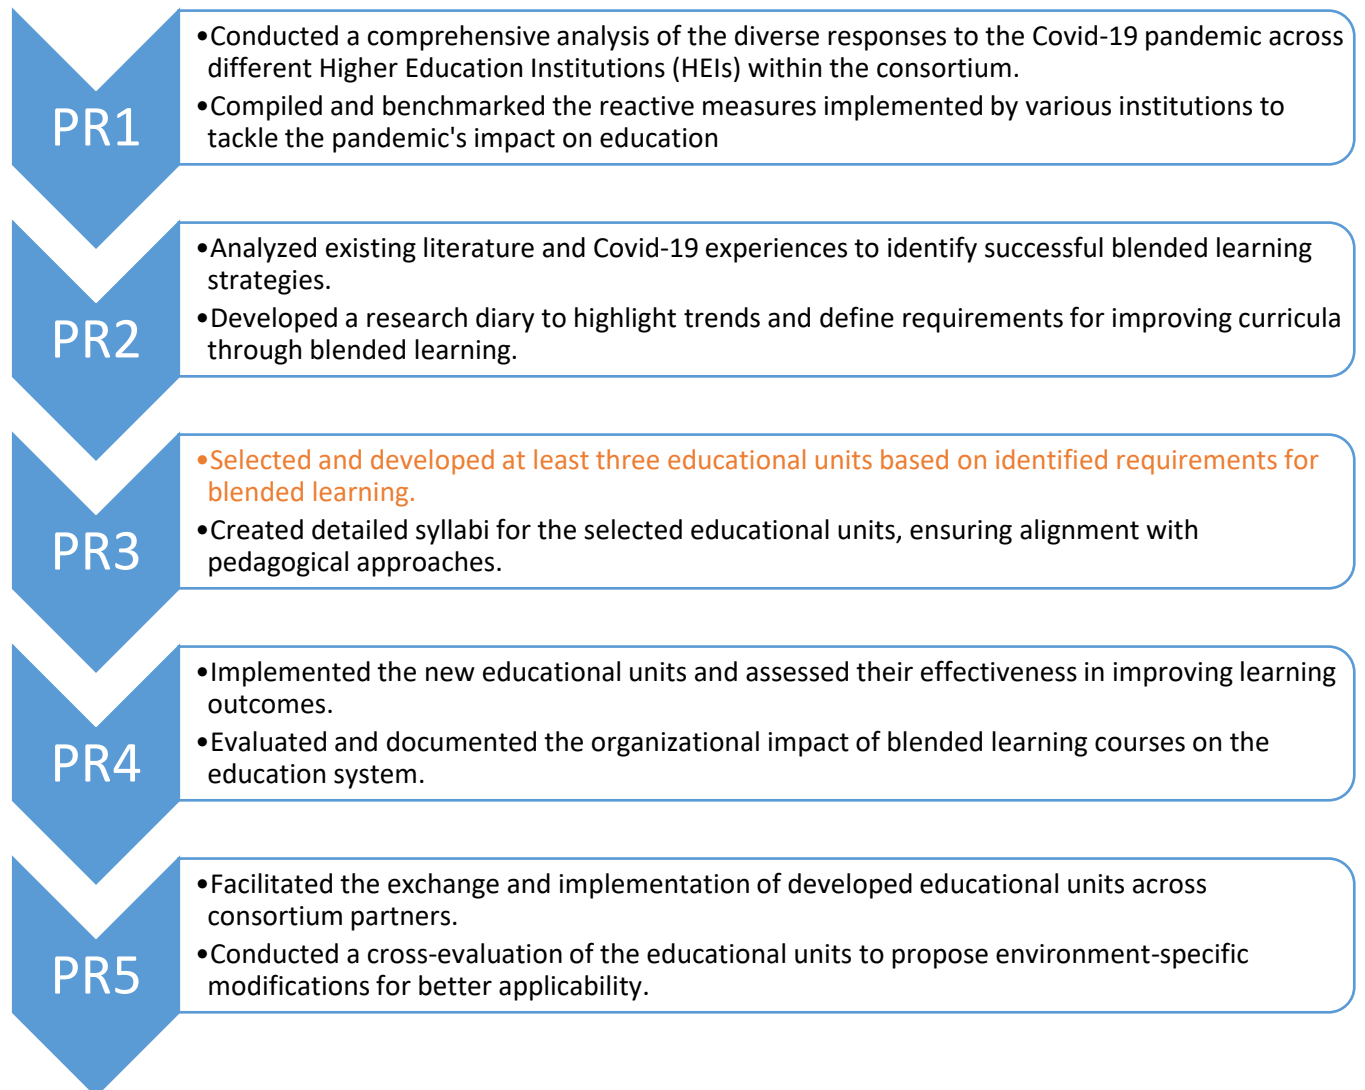 PR1
•Conducted a comprehensive analysis of the diverse responses to the Covid-19 pandemic across
different Higher Education Institutions (HEIs) within the consortium.
•Compiled and benchmarked the reactive measures implemented by various institutions to
tackle the pandemic's impact on education
PR2
•Analyzed existing literature and Covid-19 experiences to identify successful blended learning
strategies.
•Developed a research diary to highlight trends and define requirements for improving curricula
through blended learning.
PR3
•Selected and developed at least three educational units based on identified requirements for
blended learning.
•Created detailed syllabi for the selected educational units, ensuring alignment with
pedagogical approaches.
PR4
•Implemented the new educational units and assessed their effectiveness in improving learning
outcomes.
•Evaluated and documented the organizational impact of blended learning courses on the
education system.
PR5
•Facilitated the exchange and implementation of developed educational units across
consortium partners.
•Conducted a cross-evaluation of the educational units to propose environment-specific
modifications for better applicability.